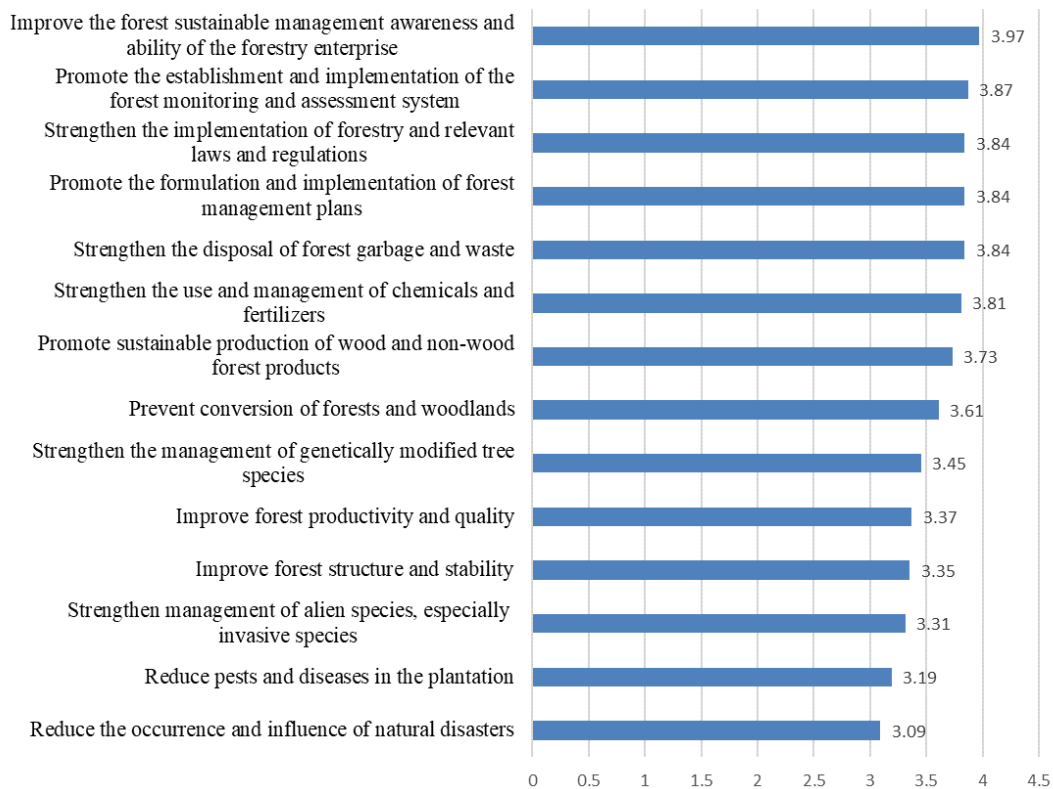 Improve the forest sustainable management awareness and
ability of the forestry enterprise
3.97
Promote the establishment and implementation of the
forest monitoring and assessment system
3.87
Strengthen the implementation of forestry and relevant
laws and regulations
3.84
Promote the formulation and implementation of forest
management plans
3.84
Strengthen the disposal of forest garbage and waste
3.84
Strengthen the use and management of chemicals and
fertilizers
3.81
Promote sustainable production of wood and non-wood
forest products
3.73
Prevent conversion of forests and woodlands
3.61
Strengthen the management of genetically modified tree
species
3.45
Improve forest productivity and quality
3.37
Improve forest structure and stability
3.35
Strengthen management of alien species, especially
invasive species
3.31
Reduce pests and diseases in the plantation
3.19
Reduce the occurrence and influence of natural disasters
3.09
0 0.5 1 1.5 2 2.5 3 3.5 4 4.5